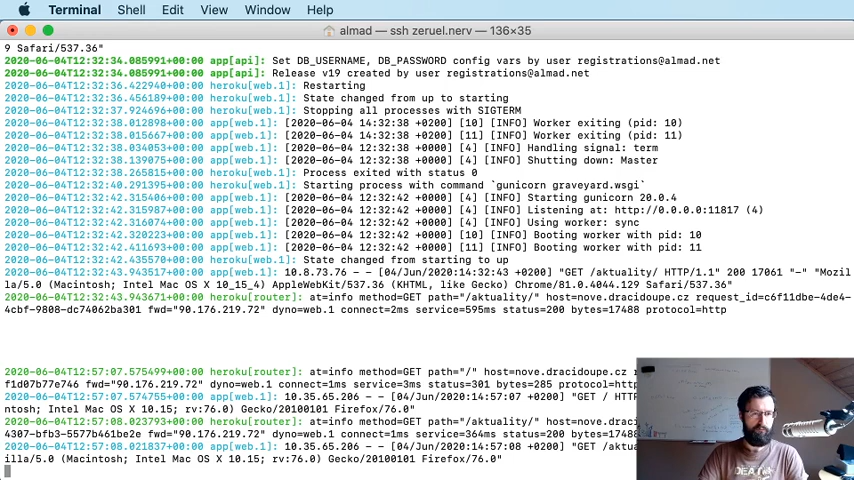 Terminal Shell Edit View Window Help
almad — ssh zeruel.nerv — 136×35
9 Safari/537.36"
2020-06-04T12:32:34.085991+00:00 app[api]: Set DB_USERNAME, DB_PASSWORD config vars by user registrations@almad.net
2020-06-04T12:32:34.085991+00:00 app[api]: Release v19 created by user registrations@almad.net
2020-06-04T12:32:36.422940+00:00 heroku[web.1]: Restarting
2020-06-04T12:32:36.456189+00:00 heroku[web.1]: State changed from up to starting
2020-06-04T12:32:37.924696+00:00 heroku[web.1]: Stopping all processes with SIGTERM
2020-06-04T12:32:38.012898+00:00 app[web.1]: [2020-06-04 14:32:38 +0200] [10] [INFO] Worker exiting (pid: 10)
2020-06-04T12:32:38.015667+00:00 app[web.1]: [2020-06-04 14:32:38 +0200] [11] [INFO] Worker exiting (pid: 11)
2020-06-04T12:32:38.034053+00:00 app[web.1]: [2020-06-04 12:32:38 +0000] [4] [INFO] Handling signal: term
2020-06-04T12:32:38.139075+00:00 app[web.1]: [2020-06-04 12:32:38 +0000] [4] [INFO] Shutting down: Master
2020-06-04T12:32:38.265815+00:00 heroku[web.1]: Process exited with status 0
2020-06-04T12:32:40.291395+00:00 heroku[web.1]: Starting process with command `gunicorn graveyard.wsgi`
2020-06-04T12:32:42.315406+00:00 app[web.1]: [2020-06-04 12:32:42 +0000] [4] [INFO] Starting gunicorn 20.0.4
2020-06-04T12:32:42.315987+00:00 app[web.1]: [2020-06-04 12:32:42 +0000] [4] [INFO] Listening at: http://0.0.0.0:11817 (4)
2020-06-04T12:32:42.316074+00:00 app[web.1]: [2020-06-04 12:32:42 +0000] [4] [INFO] Using worker: sync
2020-06-04T12:32:42.320223+00:00 app[web.1]: [2020-06-04 12:32:42 +0000] [10] [INFO] Booting worker with pid: 10
2020-06-04T12:32:42.411693+00:00 app[web.1]: [2020-06-04 12:32:42 +0000] [11] [INFO] Booting worker with pid: 11
2020-06-04T12:32:42.435570+00:00 heroku[web.1]: State changed from starting to up
2020-06-04T12:32:43.943517+00:00 app[web.1]: 10.8.73.76 - - [04/Jun/2020:14:32:43 +0200] "GET /aktuality/ HTTP/1.1" 200 17061 "-" "Mozil
la/5.0 (Macintosh; Intel Mac OS X 10_15_4) AppleWebKit/537.36 (KHTML, like Gecko) Chrome/81.0.4044.129 Safari/537.36"
2020-06-04T12:32:43.943671+00:00 heroku[router]: at=info method=GET path="/aktuality/" host=nove.dracidoupe.cz request_id=c6f11dbe-4de4-
4cbf-9808-dc74062ba301 fwd="90.176.219.72" dyno=web.1 connect=2ms service=595ms status=200 bytes=17488 protocol=http
2020-06-04T12:57:07.575499+00:00 heroku[router]: at=info method=GET path="/" host=nove.dracidoupe.cz r
f1d07b77e746 fwd="90.176.219.72" dyno=web.1 connect=1ms service=3ms status=301 bytes=285 protocol=http
2020-06-04T12:57:07.574755+00:00 app[web.1]: 10.35.65.206 - - [04/Jun/2020:14:57:07 +0200] "GET / HTTP
ntosh; Intel Mac OS X 10.15; rv:76.0) Gecko/20100101 Firefox/76.0"
2020-06-04T12:57:08.023793+00:00 heroku[router]: at=info method=GET path="/aktuality/" host=nove.draci
4307-bfb3-5577b461be2e fwd="90.176.219.72" dyno=web.1 connect=1ms service=364ms status=200 bytes=17488
2020-06-04T12:57:08.021837+00:00 app[web.1]: 10.35.65.206 - - [04/Jun/2020:14:57:08 +0200] "GET /aktua
illa/5.0 (Macintosh; Intel Mac OS X 10.15; rv:76.0) Gecko/20100101 Firefox/76.0"